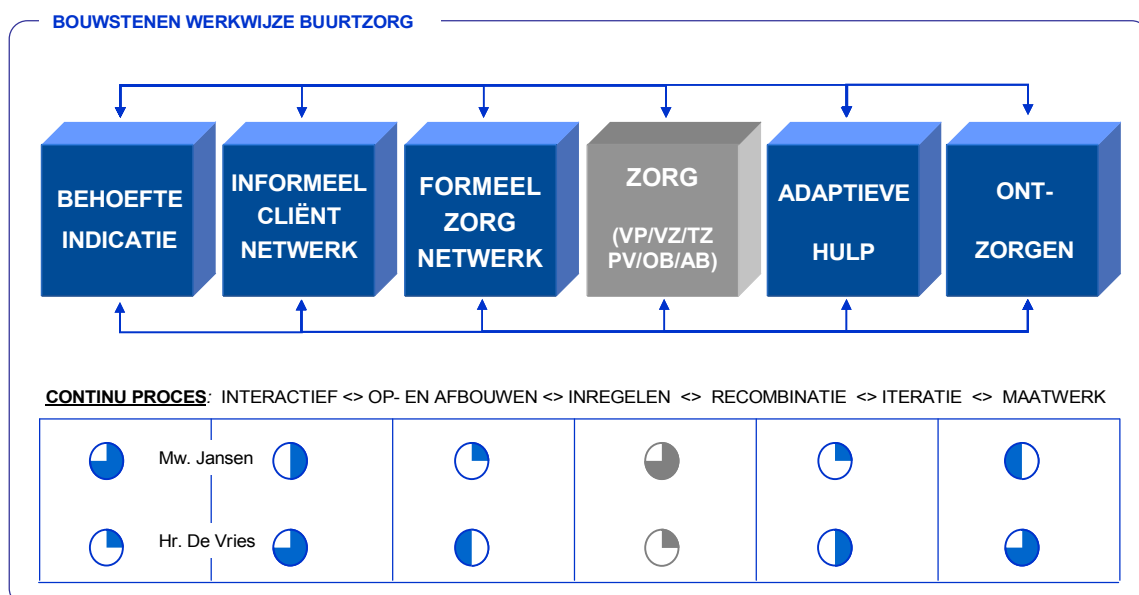 BOUWSTENEN WERKWIJZE BUURTZORG
BEHOEFTE
INDICATIE
INFORMEEL
CLIËNT
NETWERK
FORMEEL
ZORG
NETWERK
ZORG
(VP/VZ/TZ
PV/OB/AB)
ADAPTIEVE
HULP
ONT-
ZORGEN
CONTINU PROCES: INTERACTIEF <> OP- EN AFBOUWEN <> INREGELEN <> RECOMBINATIE <> ITERATIE <> MAATWERK
Mw. Jansen
Hr. De Vries